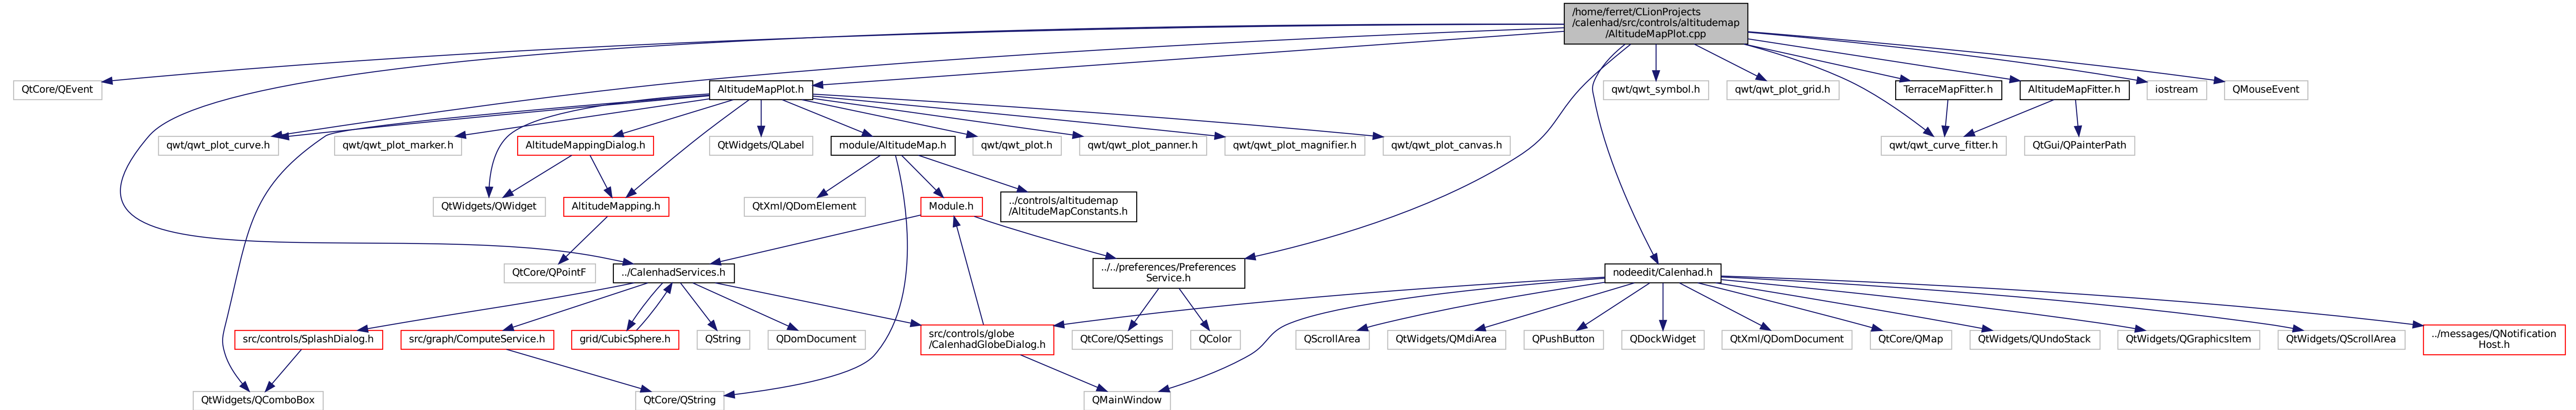 /home/ferret/CLionProjects
/calenhad/src/controls/altitudemap
/AltitudeMapPlot.cpp
QtCore/QEvent
AltitudeMapPlot.h
qwt/qwt_symbol.h
qwt/qwt_plot_grid.h
TerraceMapFitter.h
AltitudeMapFitter.h
iostream
QMouseEvent
qwt/qwt_plot_curve.h
qwt/qwt_plot_marker.h
AltitudeMappingDialog.h
QtWidgets/QLabel
module/AltitudeMap.h
qwt/qwt_plot.h
qwt/qwt_plot_panner.h
qwt/qwt_plot_magnifier.h
qwt/qwt_plot_canvas.h
qwt/qwt_curve_fitter.h
QtGui/QPainterPath
QtWidgets/QWidget
AltitudeMapping.h
QtXml/QDomElement
Module.h
../controls/altitudemap
/AltitudeMapConstants.h
QtCore/QPointF
../CalenhadServices.h
../../preferences/Preferences
Service.h
nodeedit/Calenhad.h
src/controls/SplashDialog.h
src/graph/ComputeService.h
grid/CubicSphere.h
QString
QDomDocument
src/controls/globe
/CalenhadGlobeDialog.h
QtCore/QSettings
QColor
QScrollArea
QtWidgets/QMdiArea
QPushButton
QDockWidget
QtXml/QDomDocument
QtCore/QMap
QtWidgets/QUndoStack
QtWidgets/QGraphicsItem
QtWidgets/QScrollArea
../messages/QNotification
Host.h
QtWidgets/QComboBox
QtCore/QString
QMainWindow